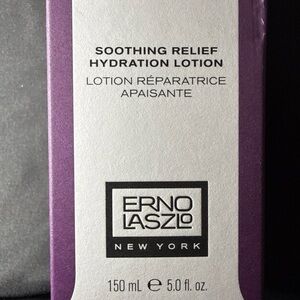 SOOTHING RELIEF
HYDRATION LOTION
LOTION RÉPARATRICE
APAISANTE
ERNO
LASZLO
NEW YORK
150 ml ℮ 5.0 fl. oz.